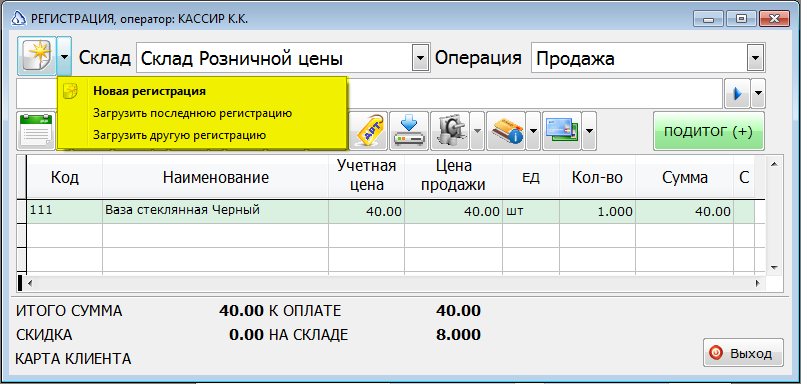 РЕГИСТРАЦИЯ, оператор: КАССИР К.К.
Склад Склад Розничной цены Операция Продажа
Новая регистрация
Загрузить последнюю регистрацию
Загрузить другую регистрацию
АРТ ПОДИТОГ (+)
Код Наименование Учетная цена Цена продажи ЕД Кол-во Сумма С
111 Ваза стеклянная Черный 40.00 40.00 шт 1.000 40.00
ИТОГО СУММА 40.00 К ОПЛАТЕ 40.00
СКИДКА 0.00 НА СКЛАДЕ 8.000
КАРТА КЛИЕНТА
Выход